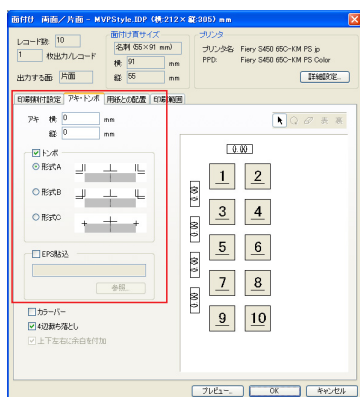 面付け 両面／片面 - MVPStyle.IDP (横:212×縦:305) mm
レコード数: 10
1 枚出力/レコード
出力する面: 片面
面付け頁サイズ
名刺 (55×91 mm)
横: 91 mm
縦: 55 mm
プリンタ
プリンタ名: Fiery S450 65C-KM PS jp
PPD: Fiery S450 65C-KM PS Color
詳細設定...
印刷面付け設定 アキ・トンボ 用紙との配置 印刷範囲
アキ 横: 0 mm
縦: 0 mm
トンボ
形式A
形式B
形式C
EPS貼込
参照...
カラーバー
4辺裁ち落とし
上下左右に余白を付加
表 裏
0.00
1 2
3 4
5 6
7 8
9 10
プレビュー... OK キャンセル